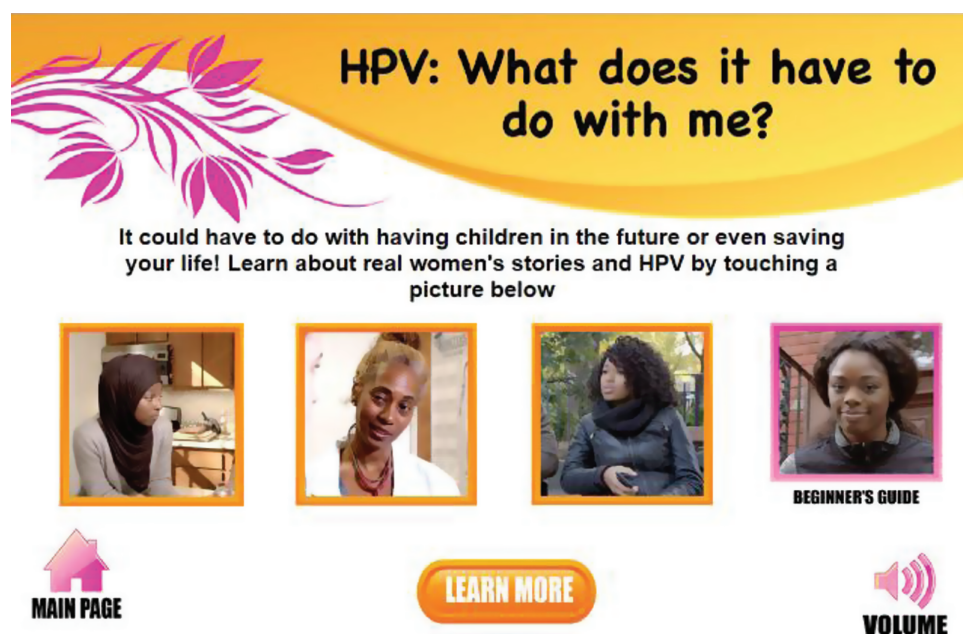 HPV: What does it have to
do with me?
It could have to do with having children in the future or even saving
your life! Learn about real women's stories and HPV by touching a
picture below
BEGINNER'S GUIDE
MAIN PAGE
LEARN MORE
VOLUME